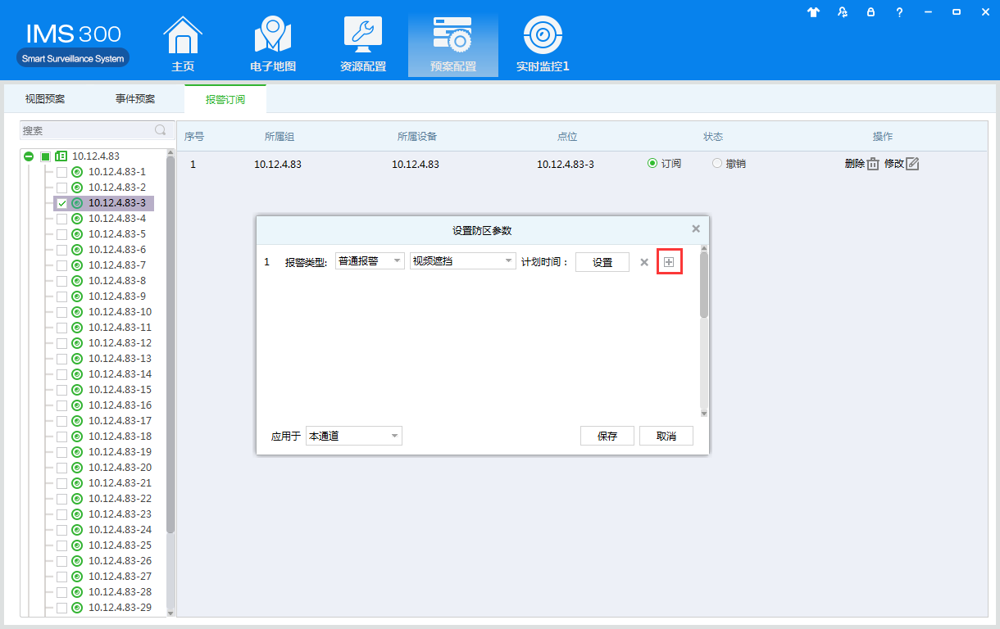 IMS 300
Smart Surveillance System
主页
电子地图
资源配置
预案配置
实时监控1
视图预案
事件预案
报警订阅
搜索
10.12.4.83
10.12.4.83-1
10.12.4.83-2
10.12.4.83-3
10.12.4.83-4
10.12.4.83-5
10.12.4.83-6
10.12.4.83-7
10.12.4.83-8
10.12.4.83-9
10.12.4.83-10
10.12.4.83-11
10.12.4.83-12
10.12.4.83-13
10.12.4.83-14
10.12.4.83-15
10.12.4.83-16
10.12.4.83-17
10.12.4.83-18
10.12.4.83-19
10.12.4.83-20
10.12.4.83-21
10.12.4.83-22
10.12.4.83-23
10.12.4.83-24
10.12.4.83-25
10.12.4.83-26
10.12.4.83-27
10.12.4.83-28
10.12.4.83-29
序号 所属组 所属设备 点位 状态 操作
1 10.12.4.83 10.12.4.83 10.12.4.83-3 订阅 撤销 删除 修改
设置防区参数
1 报警类型: 普通报警 视频遮挡 计划时间： 设置
应用于 本通道 保存 取消